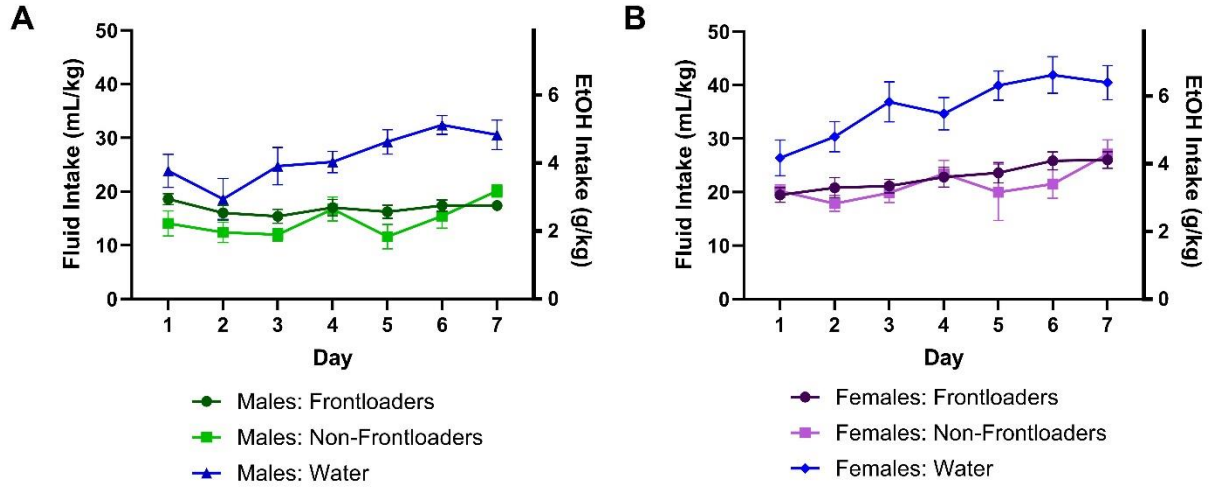 A
Fluid Intake (mL/kg)
50
40
30
20
10
0
1 2 3 4 5 6 7
Day
EtOH Intake (g/kg)
6
4
2
0
Males: Frontloaders
Males: Non-Frontloaders
Males: Water
B
Fluid Intake (mL/kg)
50
40
30
20
10
0
1 2 3 4 5 6 7
Day
EtOH Intake (g/kg)
6
4
2
0
Females: Frontloaders
Females: Non-Frontloaders
Females: Water